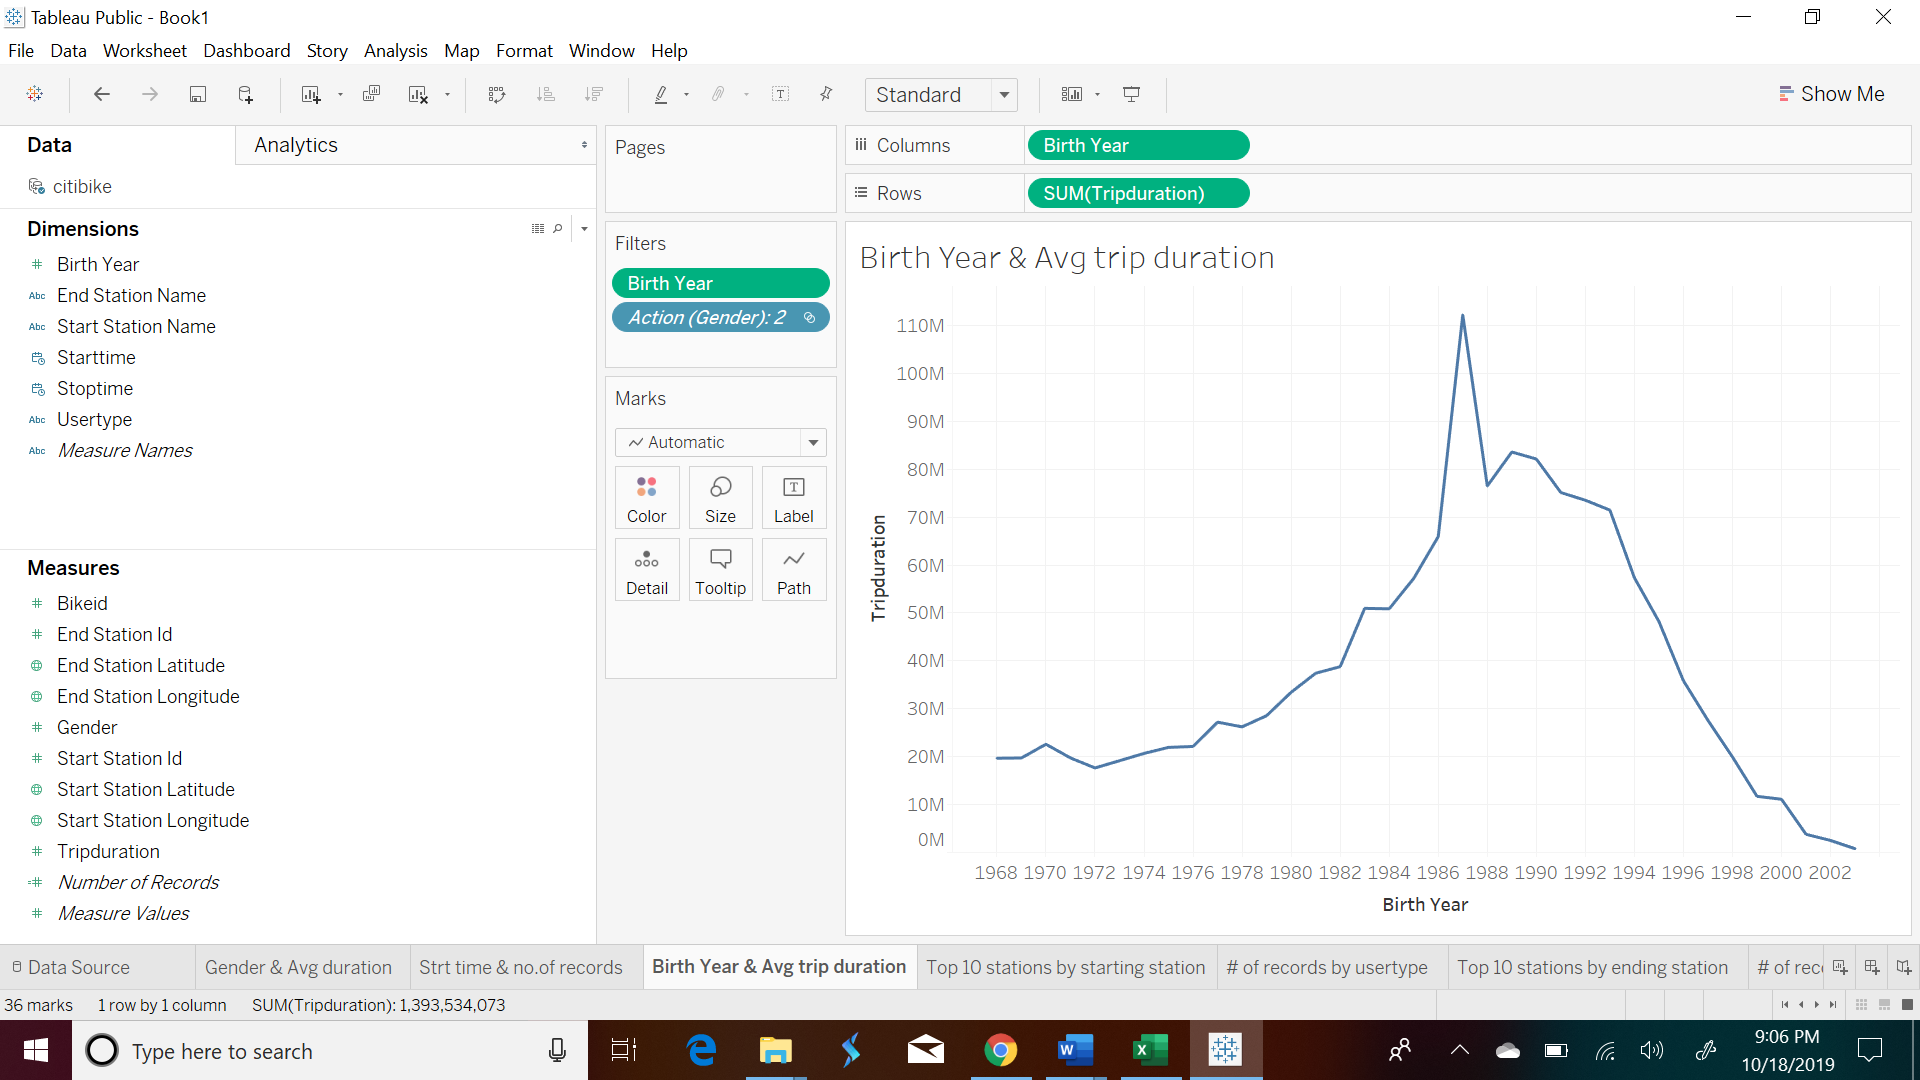 Tableau Public - Book1
File Data Worksheet Dashboard Story Analysis Map Format Window Help
Standard
Show Me
Data
Analytics
citibike
Dimensions
# Birth Year
Abc End Station Name
Abc Start Station Name
Starttime
Stoptime
Abc Usertype
Abc Measure Names
Measures
# Bikeid
# End Station Id
End Station Latitude
End Station Longitude
# Gender
# Start Station Id
Start Station Latitude
Start Station Longitude
# Tripduration
=# Number of Records
# Measure Values
Pages
Filters
Birth Year
Action (Gender): 2
Marks
Automatic
Color Size T Label
Detail Tooltip Path
Columns Birth Year
Rows SUM(Tripduration)
Birth Year & Avg trip duration
110M
100M
90M
80M
70M
60M
50M
40M
30M
20M
10M
0M
Tripduration
1968 1970 1972 1974 1976 1978 1980 1982 1984 1986 1988 1990 1992 1994 1996 1998 2000 2002
Birth Year
Data Source Gender & Avg duration Strt time & no.of records Birth Year & Avg trip duration Top 10 stations by starting station # of records by usertype Top 10 stations by ending station # of rec
36 marks 1 row by 1 column SUM(Tripduration): 1,393,534,073
Type here to search
9:06 PM
10/18/2019